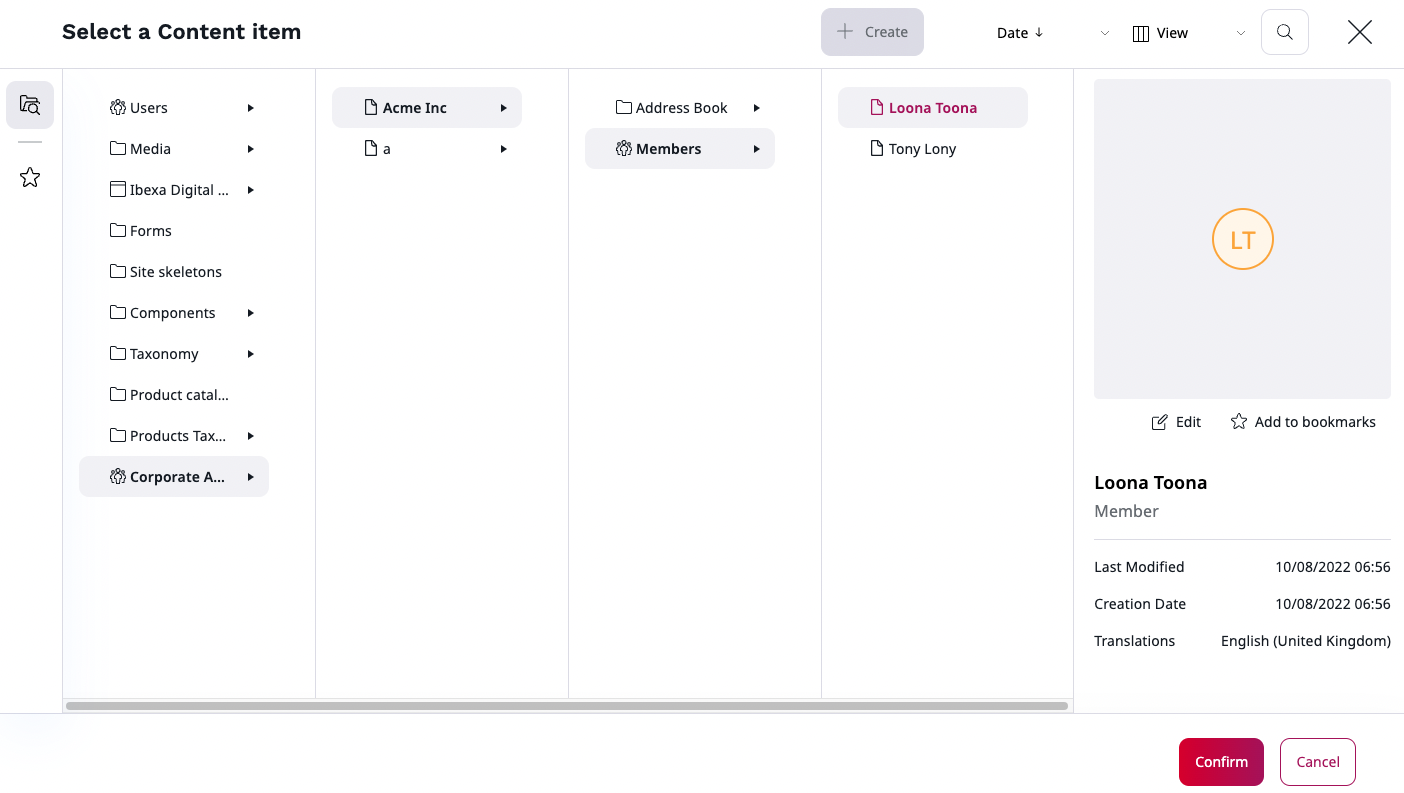 Select a Content item
Create
Date
View
Users
Media
Ibexa Digital ...
Forms
Site skeletons
Components
Taxonomy
Product catal...
Products Tax...
Corporate A...
Acme Inc
a
Address Book
Members
Loona Toona
Tony Lony
LT
Edit
Add to bookmarks
Loona Toona
Member
Last Modified 10/08/2022 06:56
Creation Date 10/08/2022 06:56
Translations English (United Kingdom)
Confirm
Cancel